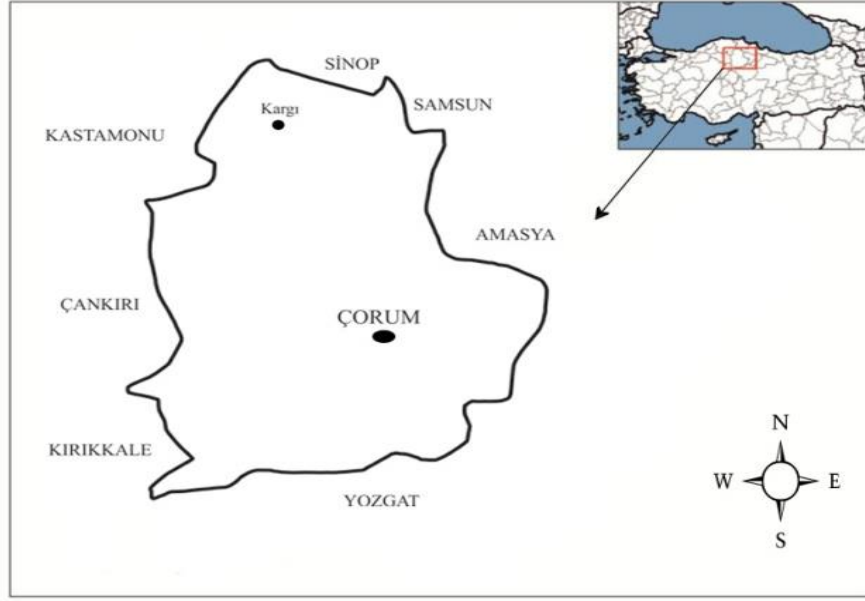 SİNOP
SAMSUN
Kargı
KASTAMONU
AMASYA
ÇANKIRI
ÇORUM
KIRIKKALE
YOZGAT
N
W
E
S